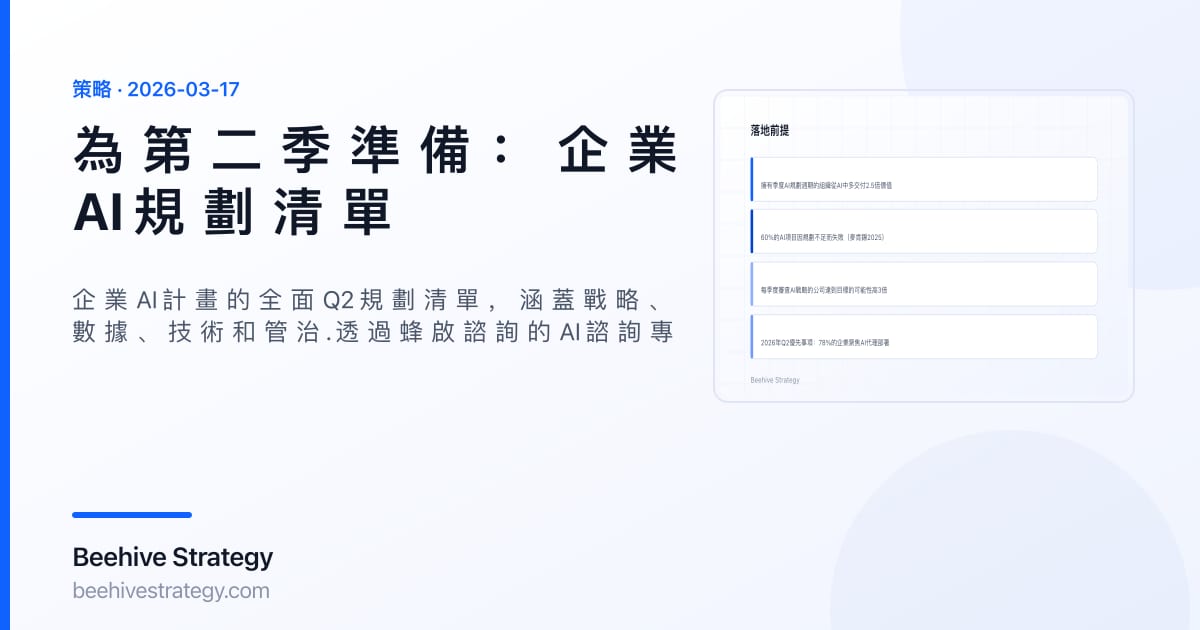 策略 · 2026-03-17
為第二季準備：企業
AI規劃清單
企業AI計畫的全面Q2規劃清單，涵蓋戰略、
數據、技術和管治.透過蜂啟諮詢的AI諮詢專
落地前提
擁有季度AI規劃週期的組織從AI中多交付2.5倍價值
60%的AI項目因規劃不足而失敗（麥肯錫2025）
每季度審查AI戰略的公司達到目標的可能性高3倍
2026年Q2優先事項：78%的企業聚焦AI代理部署
Beehive Strategy
Beehive Strategy
beehivestrategy.com